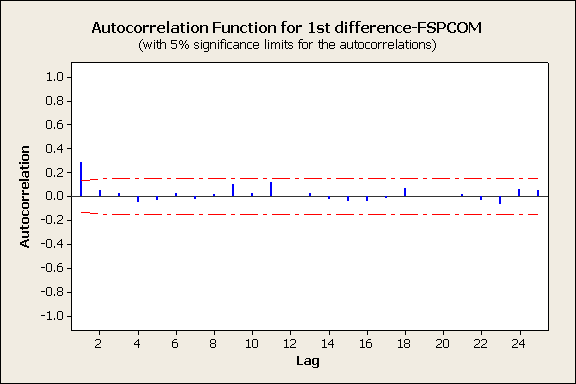 Autocorrelation Function for 1st difference-FSPCOM
(with 5% significance limits for the autocorrelations)
Autocorrelation
1.0
0.8
0.6
0.4
0.2
0.0
-0.2
-0.4
-0.6
-0.8
-1.0
2 4 6 8 10 12 14 16 18 20 22 24
Lag